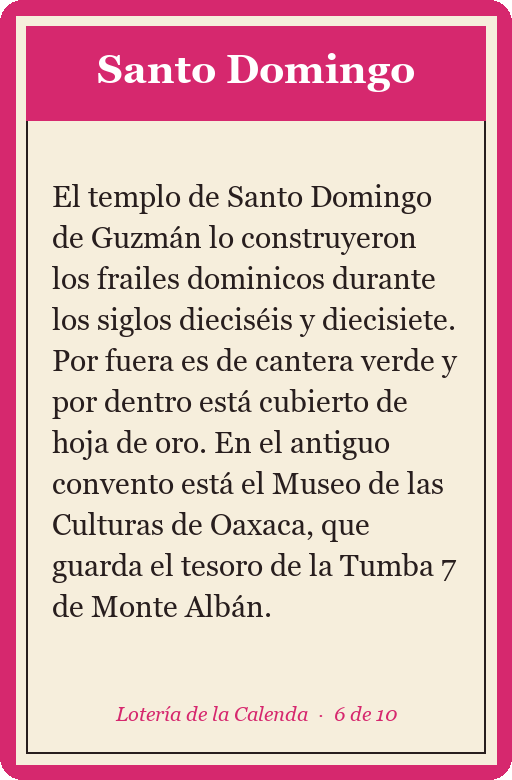 Santo Domingo
El templo de Santo Domingo
de Guzmán lo construyeron
los frailes dominicos durante
los siglos dieciséis y diecisiete.
Por fuera es de cantera verde y
por dentro está cubierto de
hoja de oro. En el antiguo
convento está el Museo de las
Culturas de Oaxaca, que
guarda el tesoro de la Tumba 7
de Monte Albán.
Lotería de la Calenda · 6 de 10